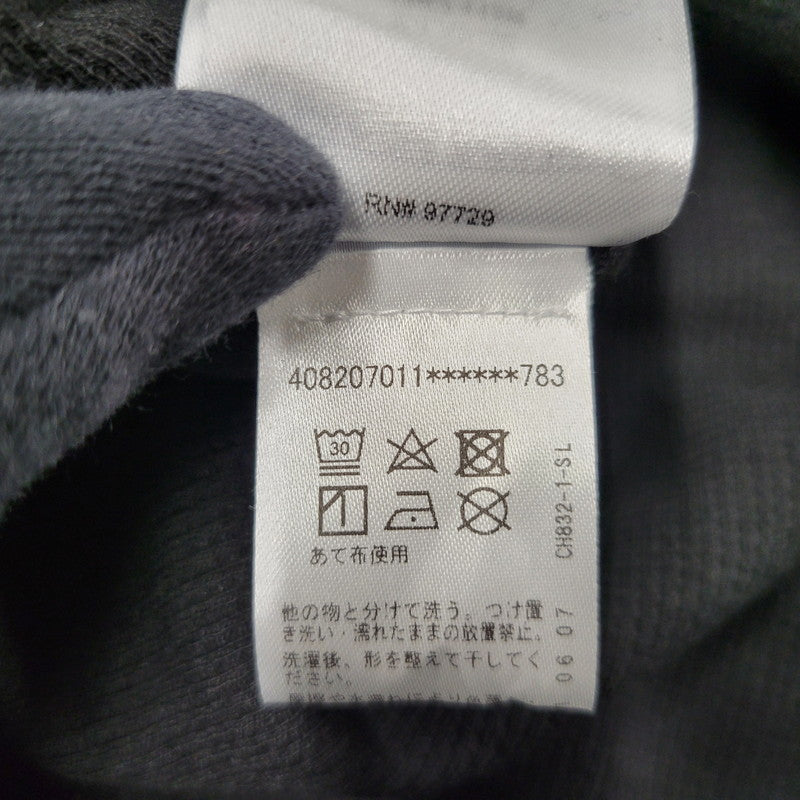 RN# 97729
408207011******783
30
あて布使用
CH832-1-SL
他の物と分けて洗う。つけ置
き洗い・濡れたままの放置禁止。
洗濯後、形を整えて干してく
ださい。
06 07